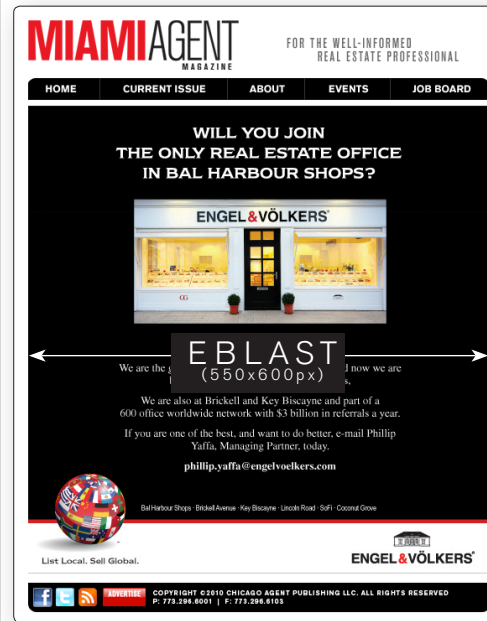 MIAMI AGENT
MAGAZINE
FOR THE WELL-INFORMED
REAL ESTATE PROFESSIONAL
HOME CURRENT ISSUE ABOUT EVENTS JOB BOARD
WILL YOU JOIN
THE ONLY REAL ESTATE OFFICE
IN BAL HARBOUR SHOPS?
ENGEL&VÖLKERS
EBLAST
(550x600px)
We are the
d now we are
We are also at Brickell and Key Biscayne and part of a
600 office worldwide network with $3 billion in referrals a year.
If you are one of the best, and want to do better, e-mail Phillip
Yaffa, Managing Partner, today.
phillip.yaffa@engelvoelkers.com
Bal Harbour Shops · Brickell Avenue · Key Biscayne · Lincoln Road · SoFi · Coconut Grove
List Local. Sell Global.
ENGEL&VÖLKERS
ADVERTISE
COPYRIGHT ©2010 CHICAGO AGENT PUBLISHING LLC. ALL RIGHTS RESERVED
P: 773.296.6001 | F: 773.296.6103